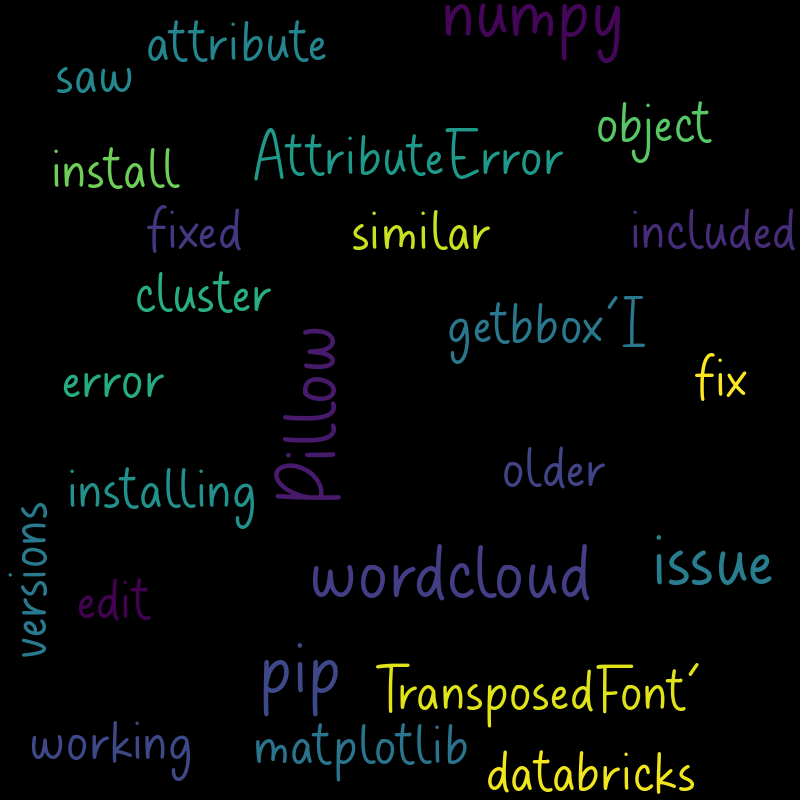 numpy
attribute
saw
object
AttributeError
install
fixed
similar
included
cluster
getbbox´I
Pillow
fix
error
older
installing
versions
wordcloud
issue
edit
pip
TransposedFont´
working
matplotlib
databricks